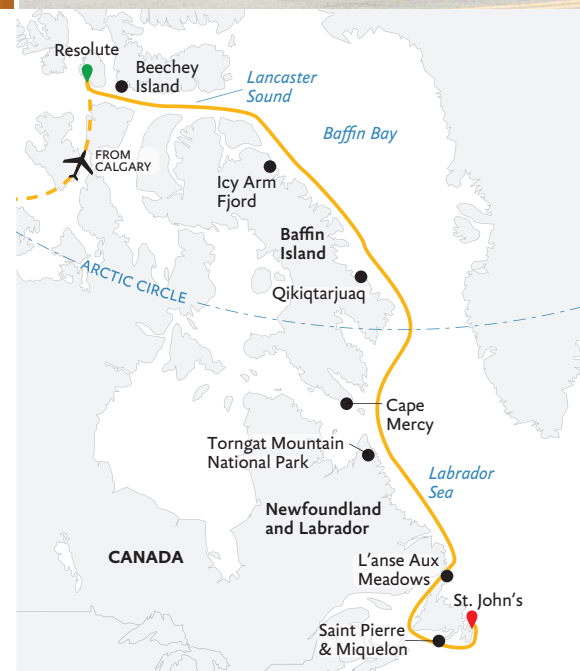 Resolute
Beechey
Island
Lancaster
Sound
Baffin Bay
FROM
CALGARY
Icy Arm
Fjord
Baffin
Island
ARCTIC CIRCLE
Qikiqtarjuaq
Cape
Mercy
Torngat Mountain
National Park
Labrador
Sea
Newfoundland
and Labrador
CANADA
L'anse Aux
Meadows
St. John's
Saint Pierre
& Miquelon